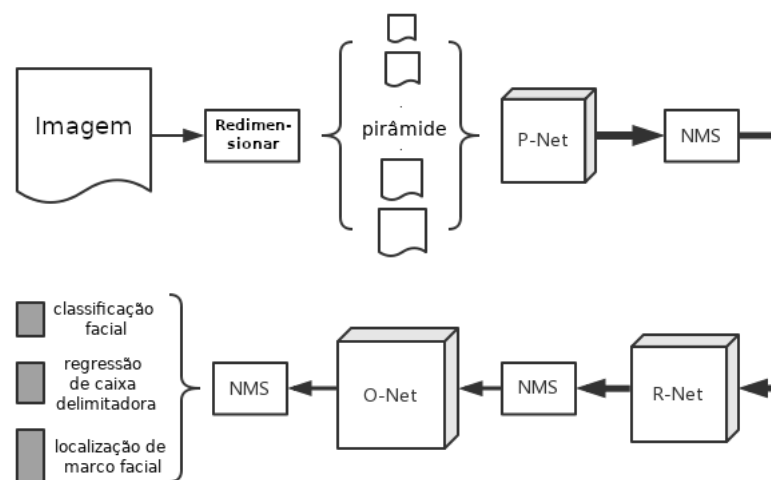 Imagem
Redimen-
sionar
pirâmide
P-Net
NMS
classificação
facial
regressão
de caixa
delimitadora
localização de
marco facial
NMS
O-Net
NMS
R-Net